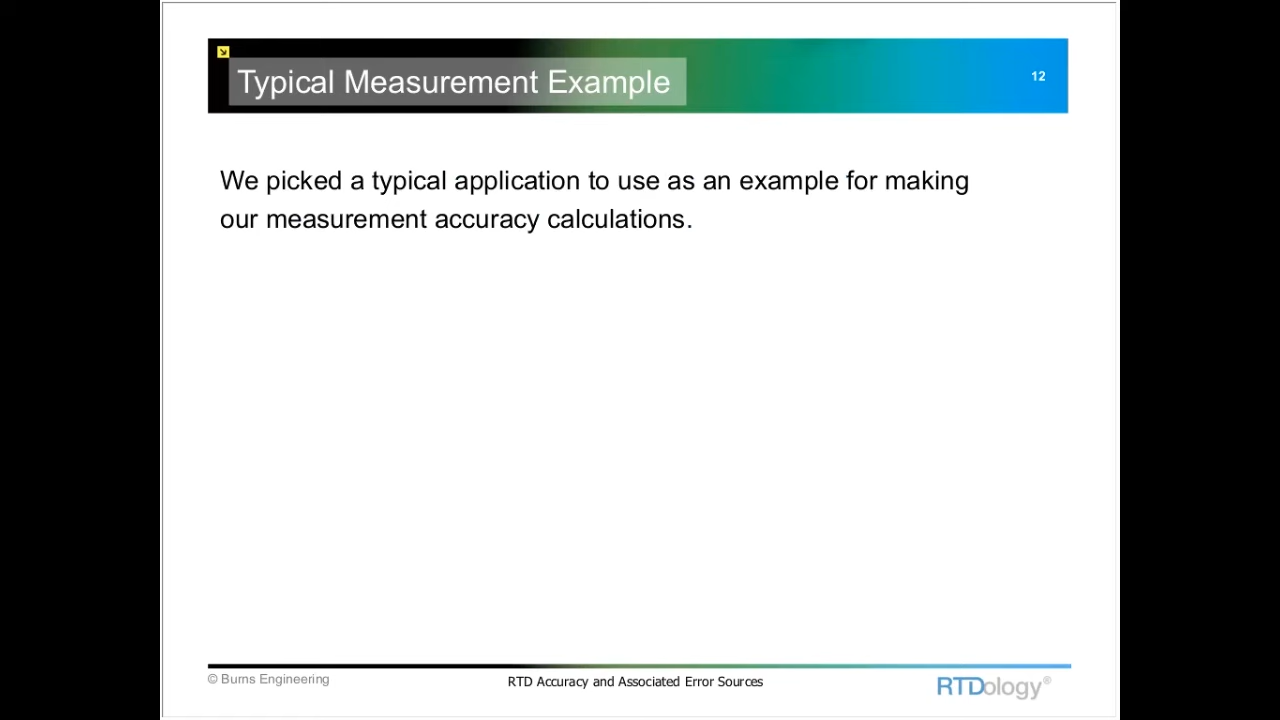 Typical Measurement Example
12
We picked a typical application to use as an example for making
our measurement accuracy calculations.
© Burns Engineering
RTD Accuracy and Associated Error Sources
RTDology®